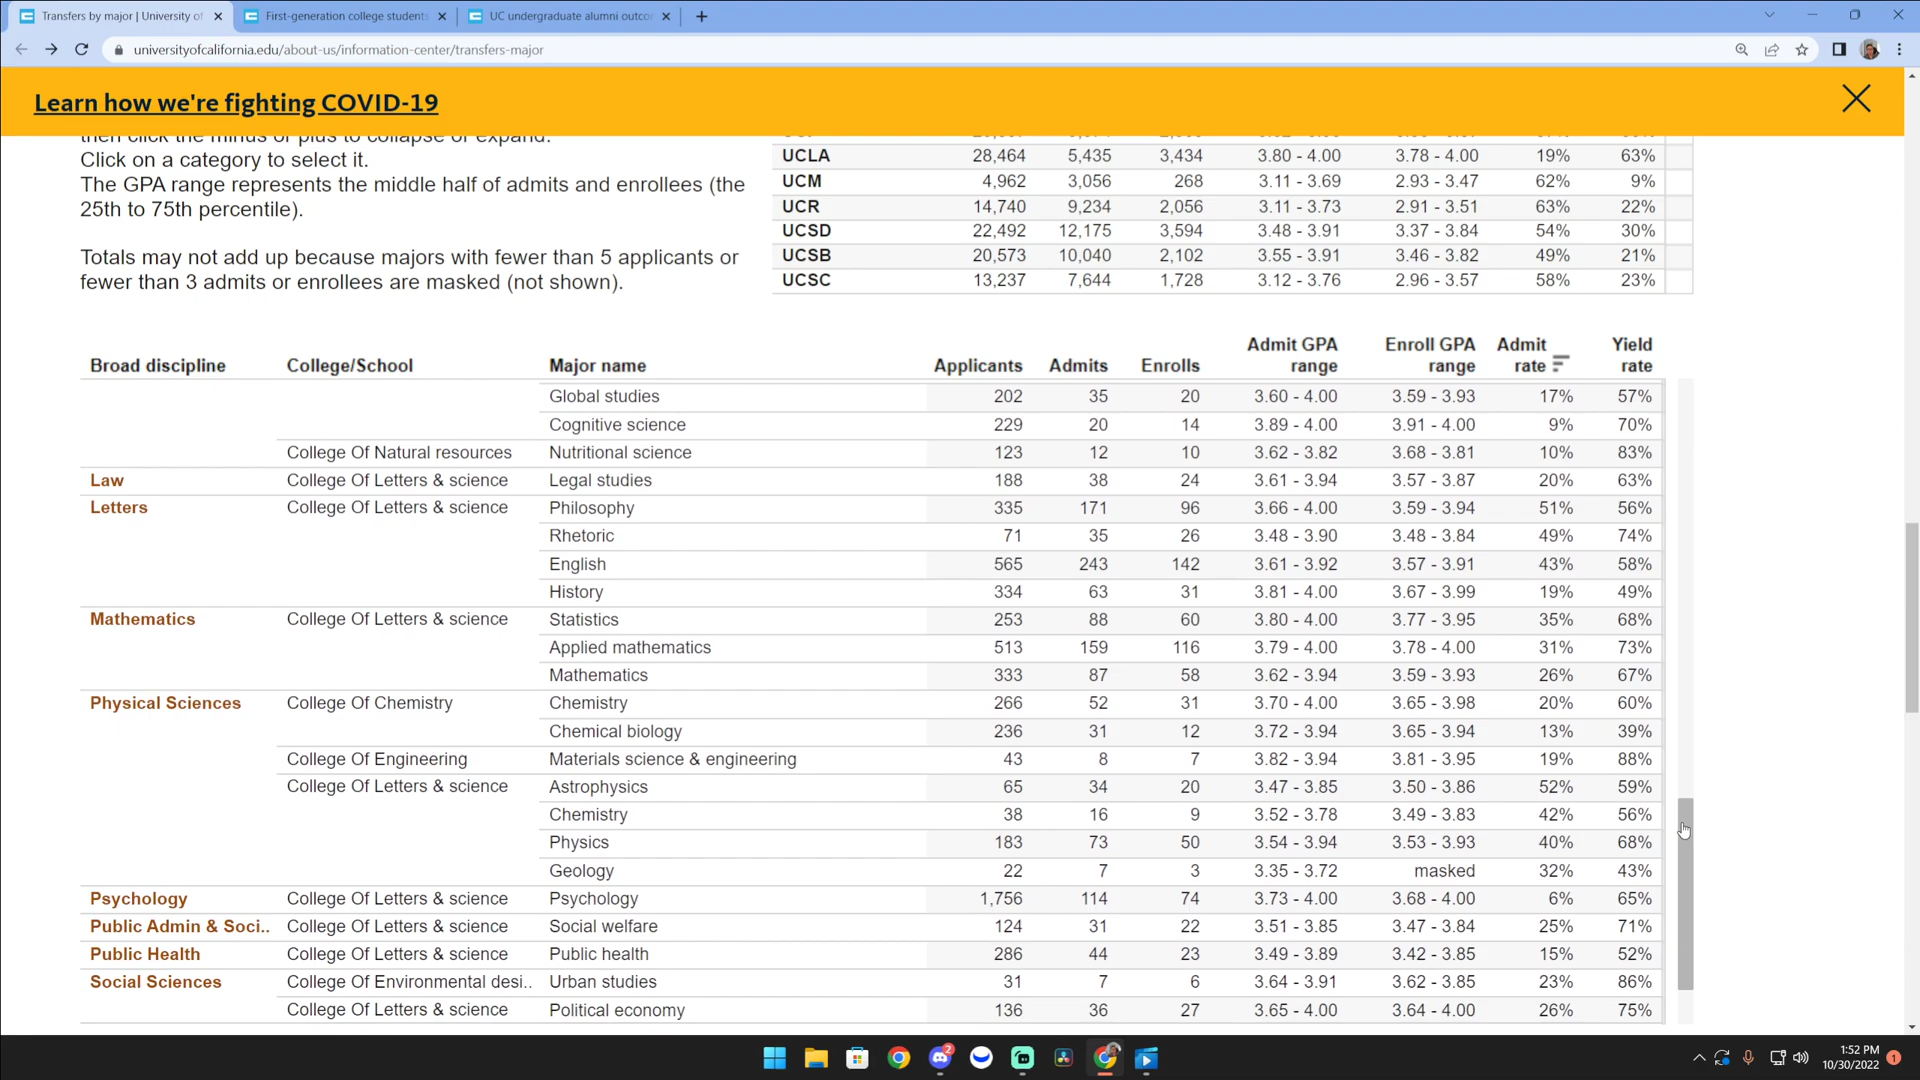 Transfers by major | University of
First-generation college students
UC undergraduate alumni outco
universityofcalifornia.edu/about-us/information-center/transfers-major
Learn how we're fighting COVID-19
then click the minus or plus to collapse or expand.
Click on a category to select it.
The GPA range represents the middle half of admits and enrollees (the
25th to 75th percentile).
Totals may not add up because majors with fewer than 5 applicants or
fewer than 3 admits or enrollees are masked (not shown).
UCLA 28,464 5,435 3,434 3.80 - 4.00 3.78 - 4.00 19% 63%
UCM 4,962 3,056 268 3.11 - 3.69 2.93 - 3.47 62% 9%
UCR 14,740 9,234 2,056 3.11 - 3.73 2.91 - 3.51 63% 22%
UCSD 22,492 12,175 3,594 3.48 - 3.91 3.37 - 3.84 54% 30%
UCSB 20,573 10,040 2,102 3.55 - 3.91 3.46 - 3.82 49% 21%
UCSC 13,237 7,644 1,728 3.12 - 3.76 2.96 - 3.57 58% 23%
Broad discipline College/School Major name Applicants Admits Enrolls Admit GPA range Enroll GPA range Admit rate Yield rate
Global studies 202 35 20 3.60 - 4.00 3.59 - 3.93 17% 57%
Cognitive science 229 20 14 3.89 - 4.00 3.91 - 4.00 9% 70%
College Of Natural resources Nutritional science 123 12 10 3.62 - 3.82 3.68 - 3.81 10% 83%
Law College Of Letters & science Legal studies 188 38 24 3.61 - 3.94 3.57 - 3.87 20% 63%
Letters College Of Letters & science Philosophy 335 171 96 3.66 - 4.00 3.59 - 3.94 51% 56%
Rhetoric 71 35 26 3.48 - 3.90 3.48 - 3.84 49% 74%
English 565 243 142 3.61 - 3.92 3.57 - 3.91 43% 58%
History 334 63 31 3.81 - 4.00 3.67 - 3.99 19% 49%
Mathematics College Of Letters & science Statistics 253 88 60 3.80 - 4.00 3.77 - 3.95 35% 68%
Applied mathematics 513 159 116 3.79 - 4.00 3.78 - 4.00 31% 73%
Mathematics 333 87 58 3.62 - 3.94 3.59 - 3.93 26% 67%
Physical Sciences College Of Chemistry Chemistry 266 52 31 3.70 - 4.00 3.65 - 3.98 20% 60%
Chemical biology 236 31 12 3.72 - 3.94 3.65 - 3.94 13% 39%
College Of Engineering Materials science & engineering 43 8 7 3.82 - 3.94 3.81 - 3.95 19% 88%
College Of Letters & science Astrophysics 65 34 20 3.47 - 3.85 3.50 - 3.86 52% 59%
Chemistry 38 16 9 3.52 - 3.78 3.49 - 3.83 42% 56%
Physics 183 73 50 3.54 - 3.94 3.53 - 3.93 40% 68%
Geology 22 7 3 3.35 - 3.72 masked 32% 43%
Psychology College Of Letters & science Psychology 1,756 114 74 3.73 - 4.00 3.68 - 4.00 6% 65%
Public Admin & Soci.. College Of Letters & science Social welfare 124 31 22 3.51 - 3.85 3.47 - 3.84 25% 71%
Public Health College Of Letters & science Public health 286 44 23 3.49 - 3.89 3.42 - 3.85 15% 52%
Social Sciences College Of Environmental desi.. Urban studies 31 7 6 3.64 - 3.91 3.62 - 3.85 23% 86%
College Of Letters & science Political economy 136 36 27 3.65 - 4.00 3.64 - 4.00 26% 75%
2
1:52 PM
10/30/2022
1